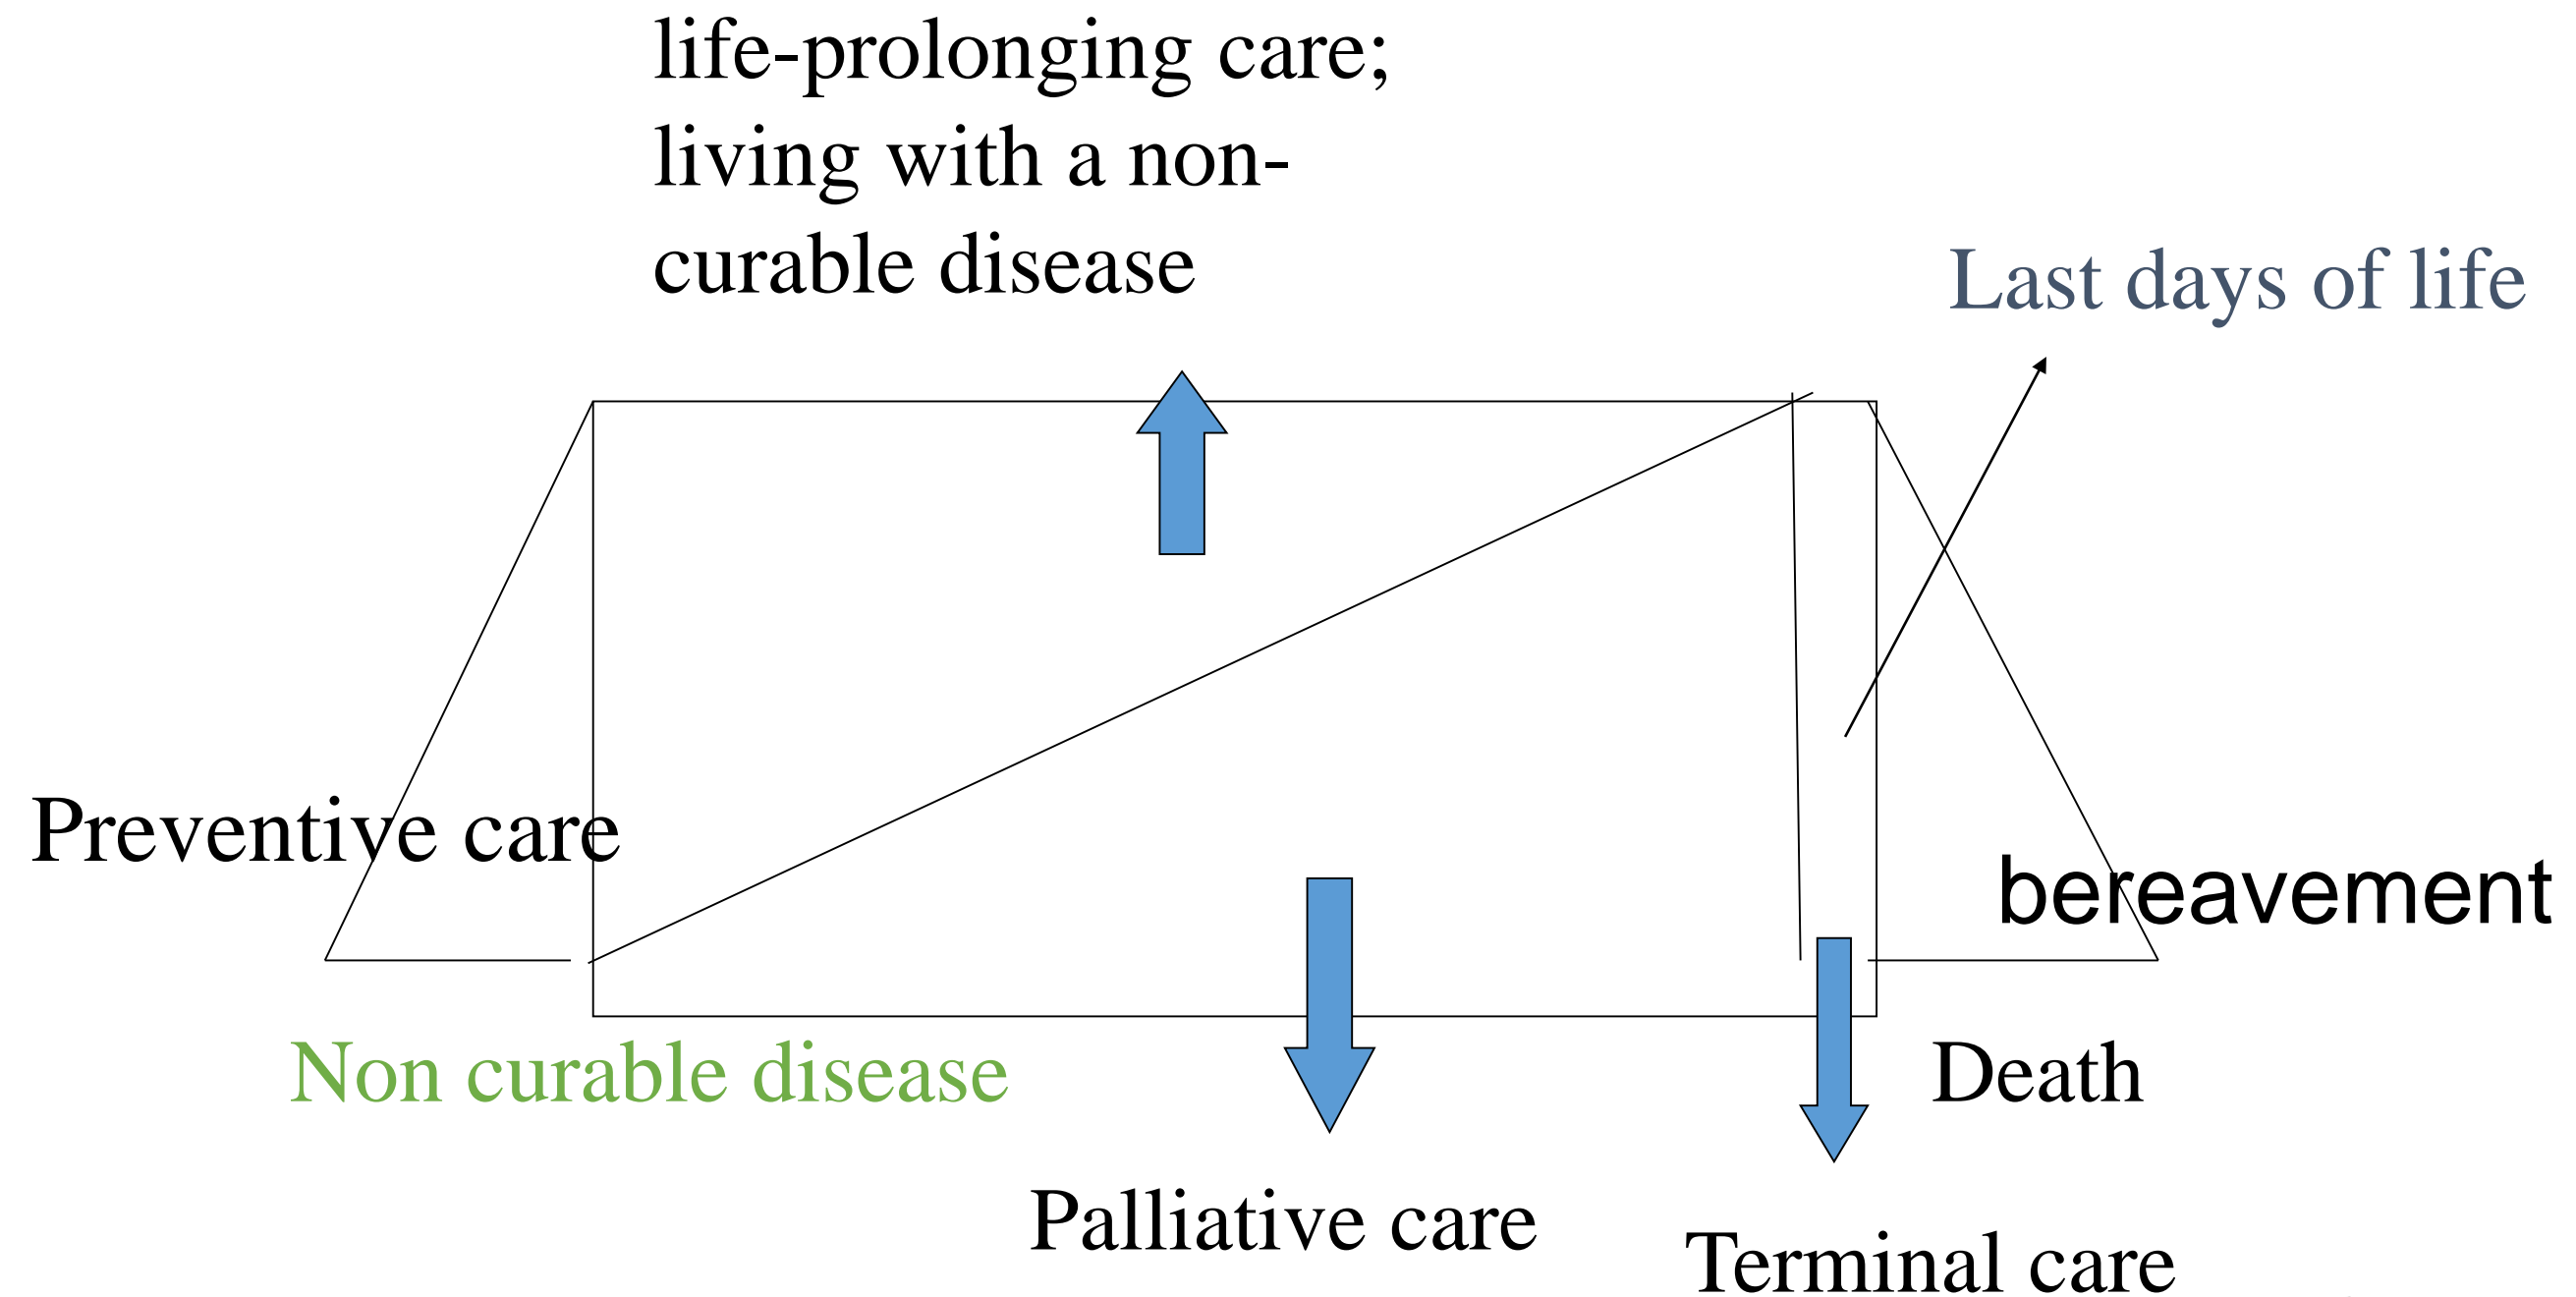 life-prolonging care;
living with a non-
curable disease
Last days of life
Preventive care
bereavement
Non curable disease
Death
Palliative care
Terminal care